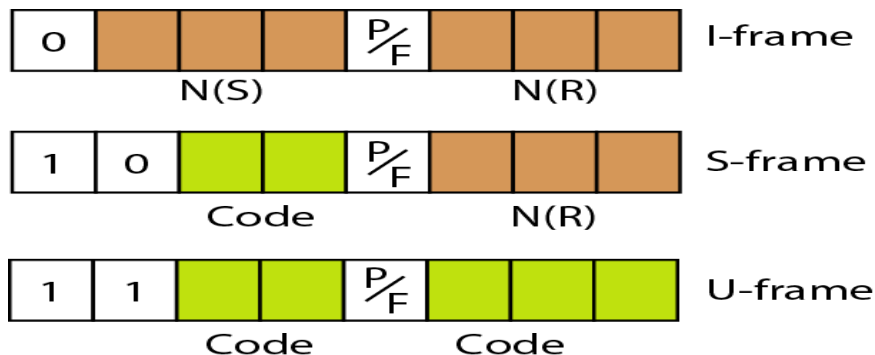 0 P/F I-frame
N(S) N(R)
1 0 P/F S-frame
Code N(R)
1 1 P/F U-frame
Code Code